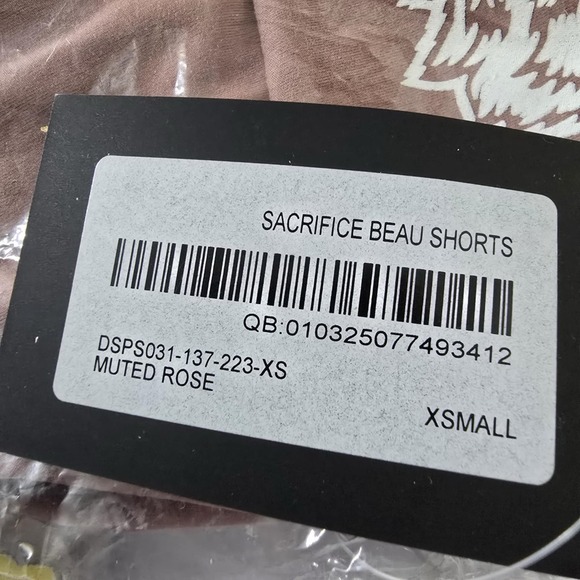 SACRIFICE BEAU SHORTS
QB:010325077493412
DSPS031-137-223-XS
MUTED ROSE
XSMALL